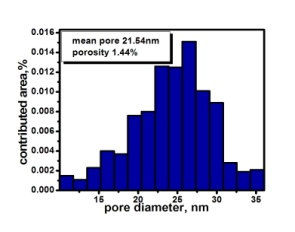 mean pore 21.54nm
porosity 1.44%
contributed area,%
0.016
0.014
0.012
0.010
0.008
0.006
0.004
0.002
0.000
15 20 25 30 35
pore diameter, nm